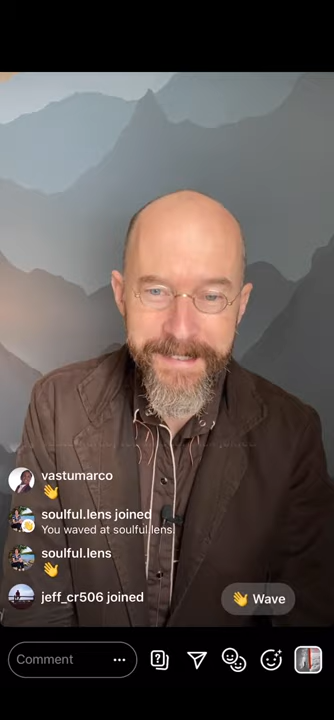 vastumarco
👋
soulful.lens joined
You waved at soulful.lens
soulful.lens
👋
jeff_cr506 joined
👋 Wave
Comment